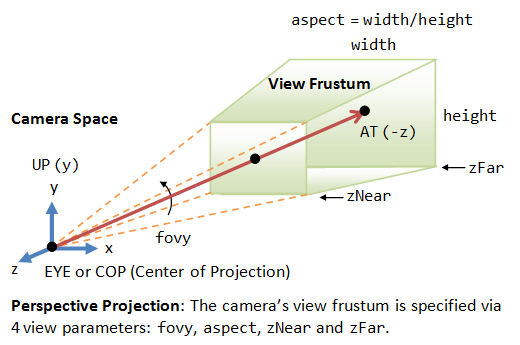 aspect = width/height
width
View Frustum
height
Camera Space
AT (-z)
UP (y)
zFar
y
zNear
fovy
x
z
EYE or COP (Center of Projection)
Perspective Projection: The camera's view frustum is specified via
4 view parameters: fovy, aspect, zNear and zFar.